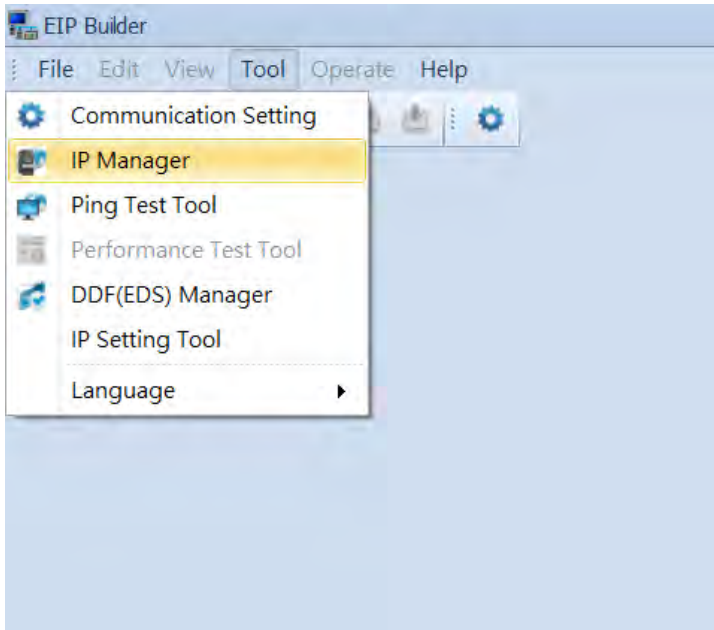 EIP Builder
File Edit View Tool Operate Help
Communication Setting
IP Manager
Ping Test Tool
Performance Test Tool
DDF(EDS) Manager
IP Setting Tool
Language